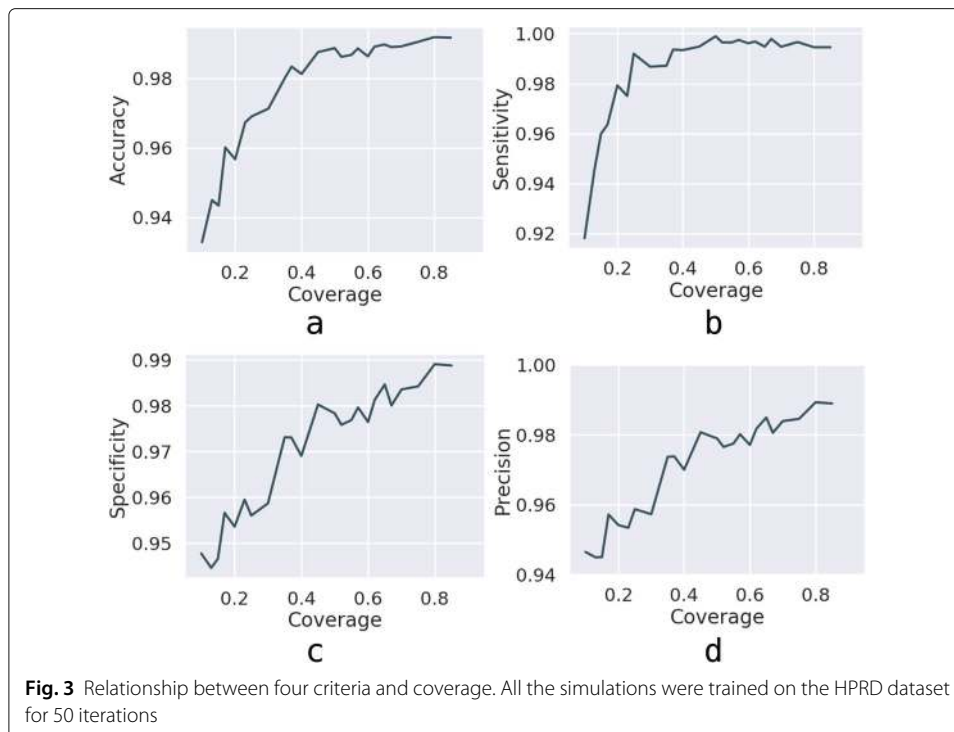 0.98
0.96
0.94
Accuracy
0.2 0.4 0.6 0.8
Coverage
a
1.00
0.98
0.96
0.94
0.92
Sensitivity
0.2 0.4 0.6 0.8
Coverage
b
0.99
0.98
0.97
0.96
0.95
Specificity
0.2 0.4 0.6 0.8
Coverage
c
1.00
0.98
0.96
0.94
Precision
0.2 0.4 0.6 0.8
Coverage
d
Fig. 3 Relationship between four criteria and coverage. All the simulations were trained on the HPRD dataset
for 50 iterations